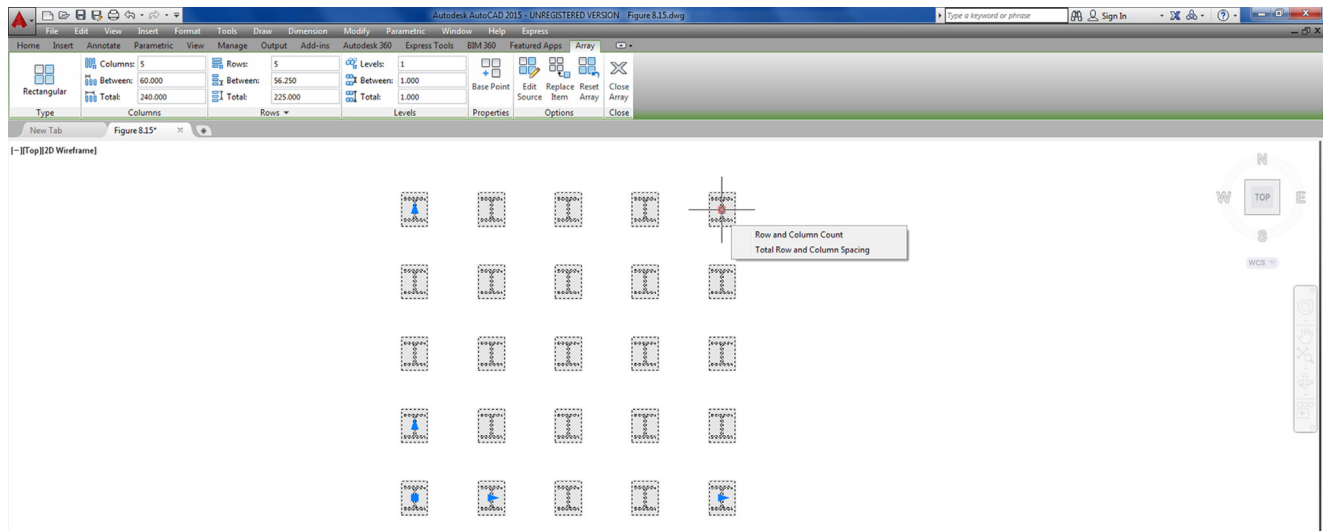 Autodesk AutoCAD 2015 - UNREGISTERED VERSION Figure 8.15.dwg
Type a keyword or phrase
Sign In
File Edit View Insert Format Tools Draw Dimension Modify Parametric Window Help Express
Home Insert Annotate Parametric View Manage Output Add-ins Autodesk 360 Express Tools BIM 360 Featured Apps Array
Columns: 5 Rows: 5 Levels: 1
Between: 60.000 Between: 56.250 Between: 1.000
Total: 240.000 Total: 225.000 Total: 1.000
Rectangular
Base Point
Edit Source
Replace Item
Reset Array
Close Array
Type Columns Rows Levels Properties Options Close
New Tab Figure 8.15*
[−][Top][2D Wireframe]
N
W TOP E
S
WCS
Row and Column Count
Total Row and Column Spacing